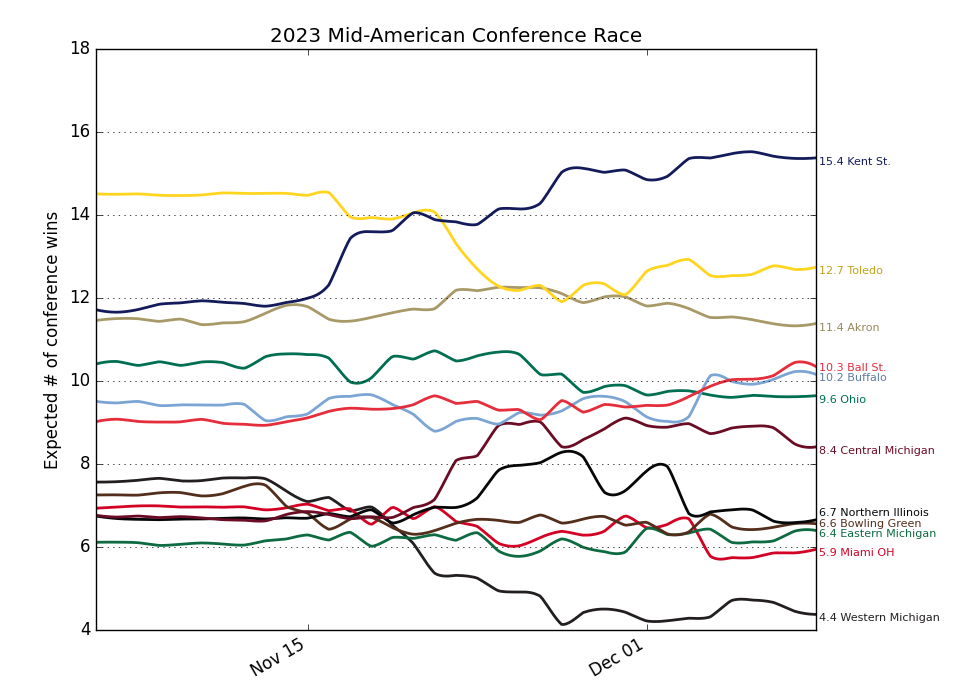 2023 Mid-American Conference Race
Expected # of conference wins
18
16
14
12
10
8
6
4
Nov 15
Dec 01
15.4 Kent St.
12.7 Toledo
11.4 Akron
10.3 Ball St.
10.2 Buffalo
9.6 Ohio
8.4 Central Michigan
6.7 Northern Illinois
6.6 Bowling Green
6.4 Eastern Michigan
5.9 Miami OH
4.4 Western Michigan